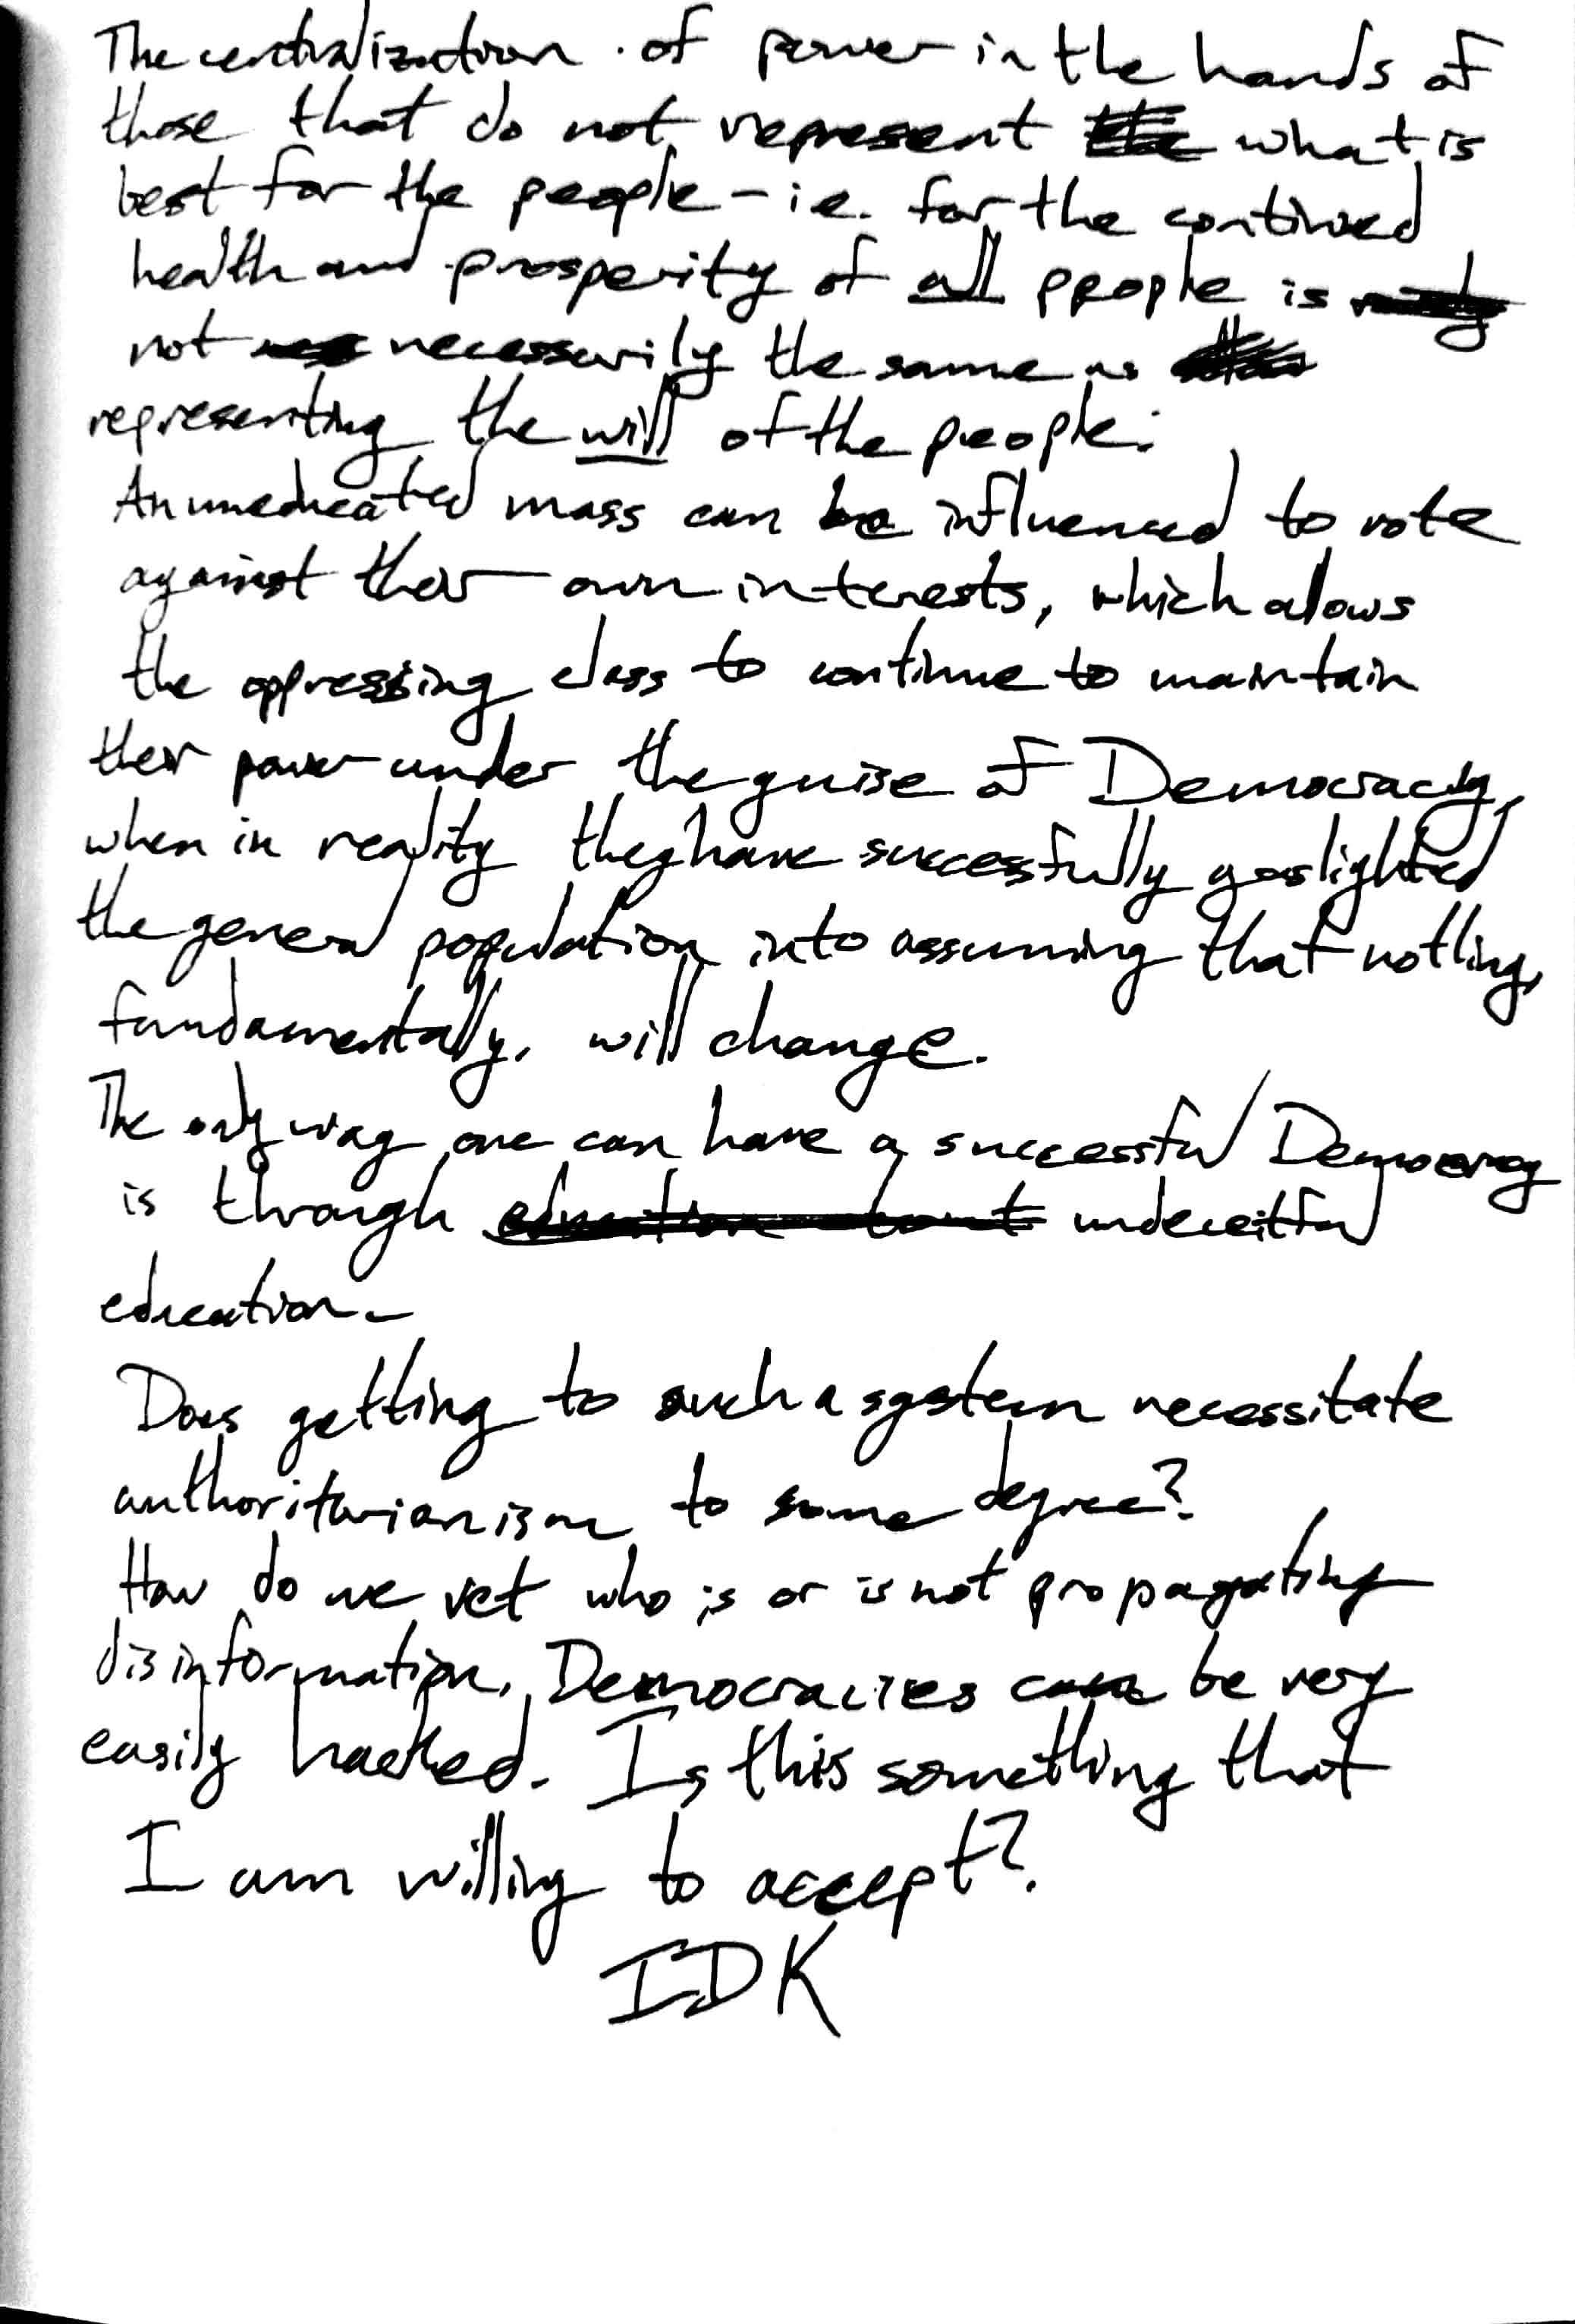 The centralization of power in the hands of
those that do not represent what is
best for the people - i.e. for the continued
health and prosperity of all people is
not necessarily the same as
representing the will of the people.
An uneducated mass can be influenced to vote
against their own interests, which allows
the oppressing class to continue to maintain
their power under the guise of Democracy,
when in reality they have successfully gaslighted
the general population into assuming that nothing,
fundamentally, will change.
The only way one can have a successful Democracy
is through undeceitful
education.
Does getting to such a system necessitate
authoritarianism to some degree?
How do we vet who is or is not propagating
disinformation. Democracies can be very
easily hacked. Is this something that
I am willing to accept?
IDK